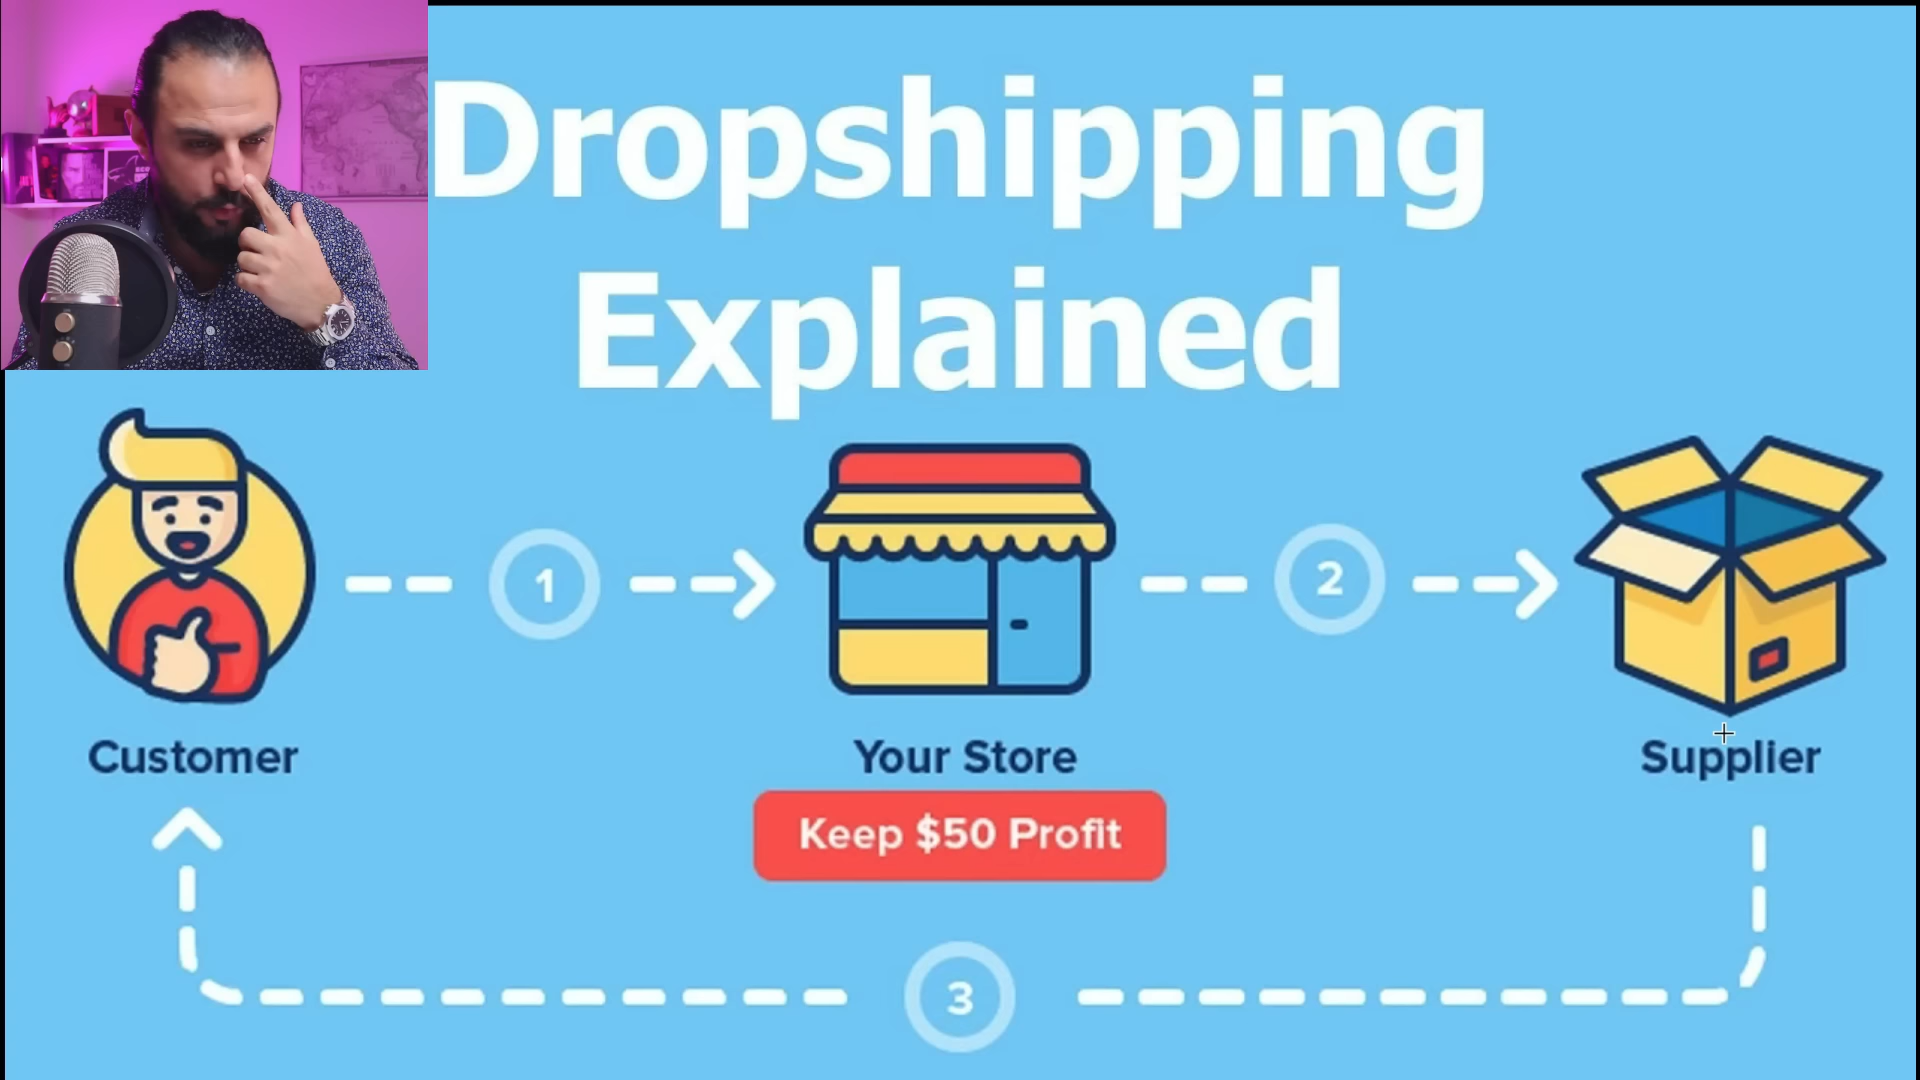 Dropshipping
Explained
1
2
Customer
Your Store
Supplier
Keep $50 Profit
3